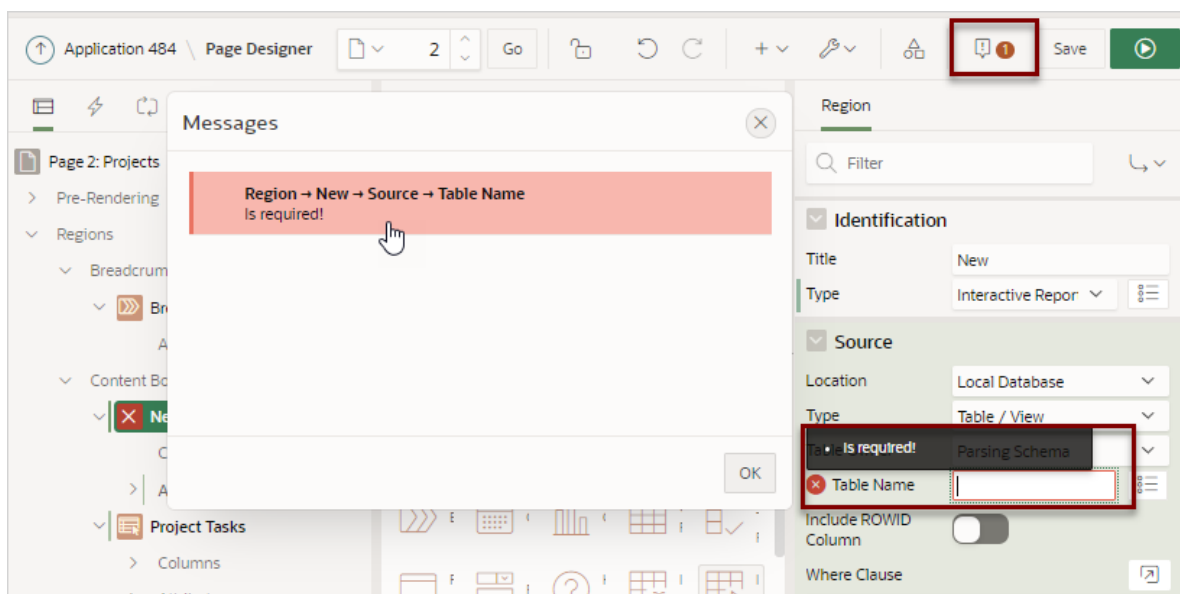 Application 484 \ Page Designer 2 Go + 1 Save
Messages
Region → New → Source → Table Name
Is required!
OK
Page 2: Projects
Pre-Rendering
Regions
Breadcrum
Br
A
Content Bo
Ne
C
A
Project Tasks
Columns
Region
Filter
Identification
Title New
Type Interactive Repor
Source
Location Local Database
Type Table / View
Is required!
Parsing Schema
Table Name
Include ROWID
Column
Where Clause